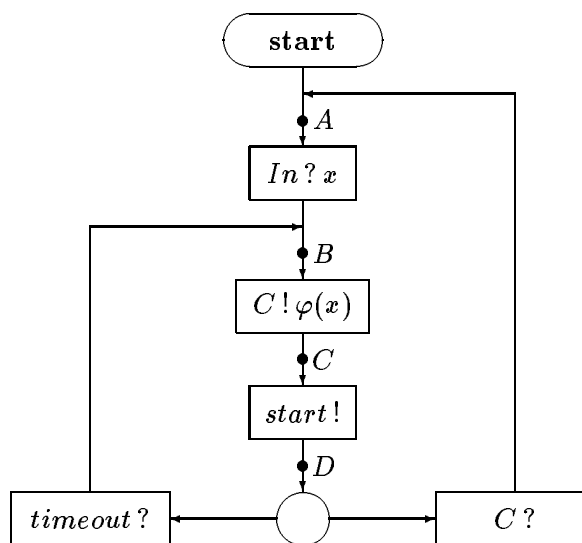 start
A
In ? x
B
C ! φ(x)
C
start !
D
timeout ?
C ?